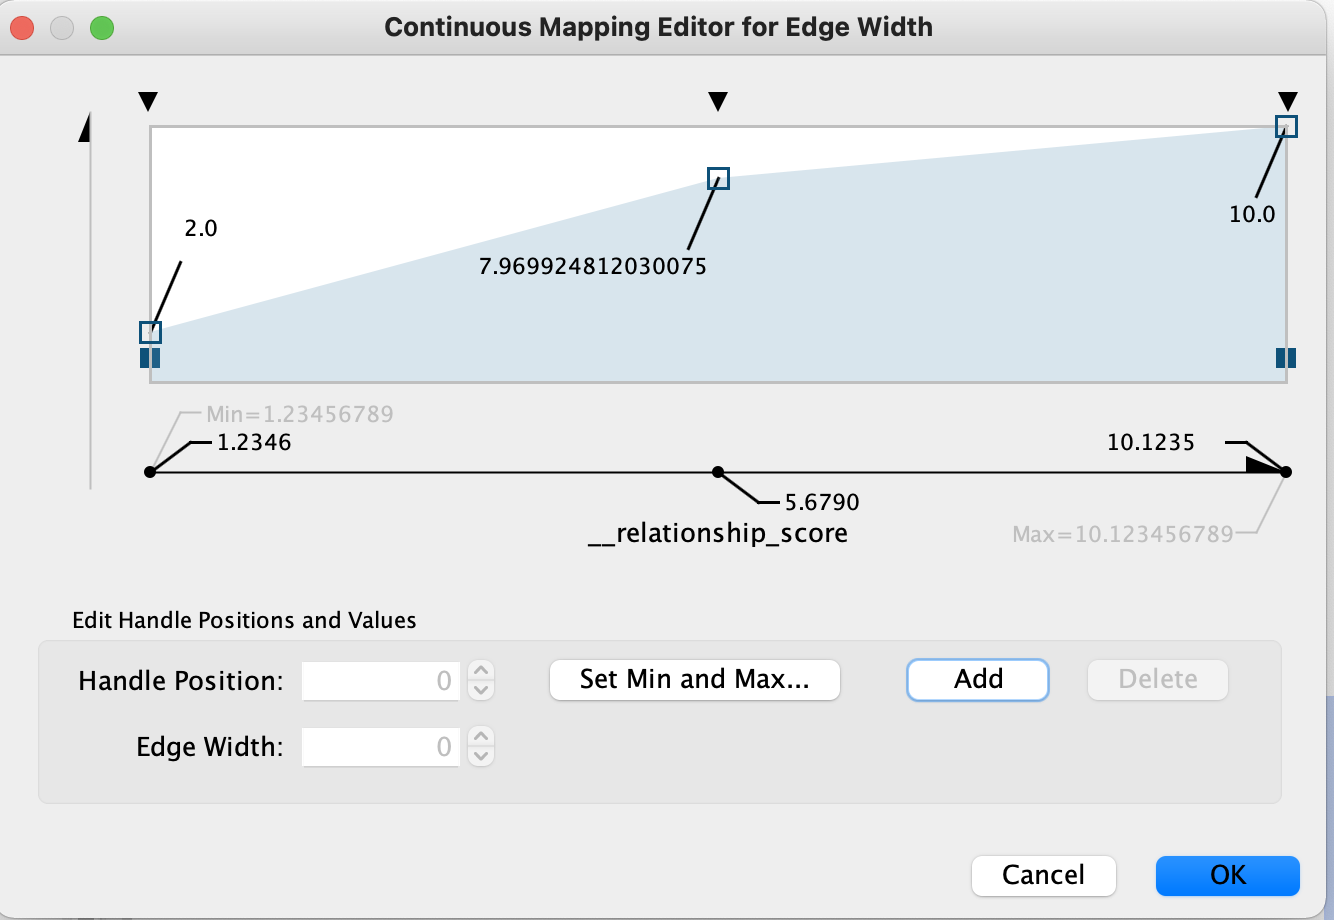 Continuous Mapping Editor for Edge Width
2.0
7.969924812030075
10.0
Min=1.23456789
1.2346
10.1235
5.6790
__relationship_score
Max=10.123456789
Edit Handle Positions and Values
Handle Position: 0 Set Min and Max... Add Delete
Edge Width: 0
Cancel OK